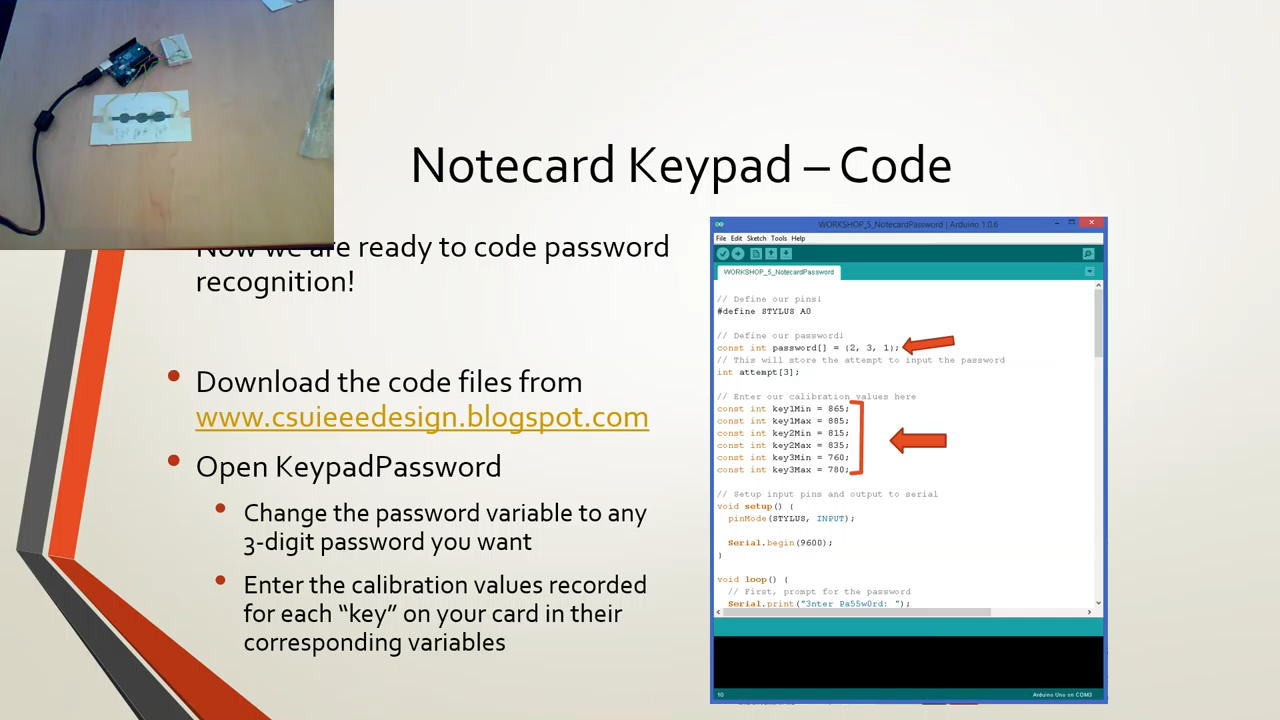 Notecard Keypad – Code
Now we are ready to code password
recognition!
Download the code files from
www.csuieeedesign.blogspot.com
Open KeypadPassword
Change the password variable to any
3-digit password you want
Enter the calibration values recorded
for each “key” on your card in their
corresponding variables
WORKSHOP_5_NotecardPassword | Arduino 1.0.6
File Edit Sketch Tools Help
WORKSHOP_5_NotecardPassword
// Define our pins!
#define STYLUS A0
// Define our password!
const int password[] = {2, 3, 1};
// This will store the attempt to input the password
int attempt[3];
// Enter our calibration values here
const int key1Min = 865;
const int key1Max = 885;
const int key2Min = 815;
const int key2Max = 835;
const int key3Min = 760;
const int key3Max = 780;
// Setup input pins and output to serial
void setup() {
pinMode(STYLUS, INPUT);
Serial.begin(9600);
}
void loop() {
// First, prompt for the password
Serial.print("3nter Pa55w0rd: ");
10
Arduino Uno on COM3